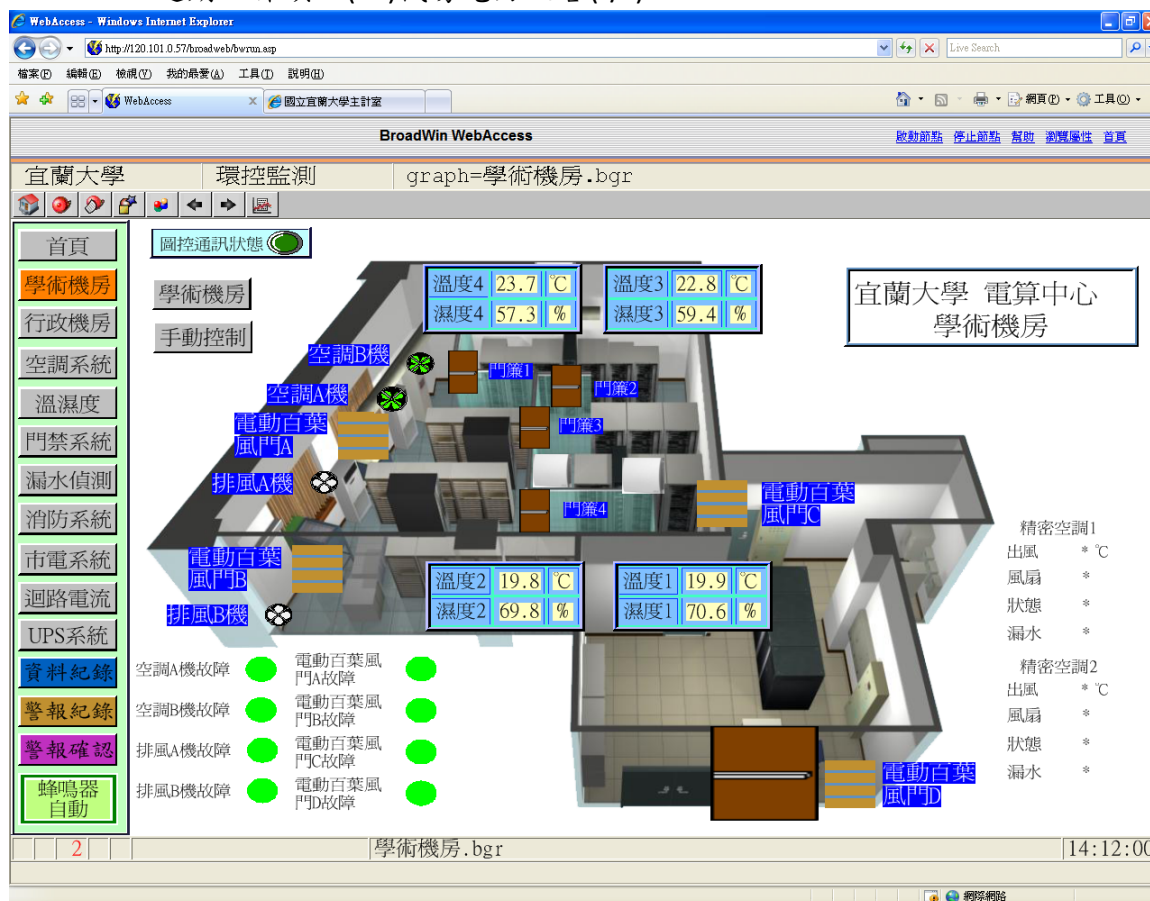 WebAccess - Windows Internet Explorer
http://120.101.0.57/broadweb/bwrun.asp
Live Search
檔案(F) 編輯(E) 檢視(V) 我的最愛(A) 工具(T) 說明(H)
WebAccess
國立宜蘭大學主計室
網頁(P)
工具(O)
BroadWin WebAccess
啟動節點 停止節點 幫助 瀏覽屬性 首頁
宜蘭大學 環控監測 graph=學術機房.bgr
首頁
學術機房
行政機房
空調系統
溫濕度
門禁系統
漏水偵測
消防系統
市電系統
迴路電流
UPS系統
資料紀錄
警報紀錄
警報確認
蜂鳴器
自動
圖控通訊狀態
學術機房
手動控制
溫度4 23.7 ℃
濕度4 57.3 %
溫度3 22.8 ℃
濕度3 59.4 %
宜蘭大學 電算中心
學術機房
空調B機
門簾1
門簾2
空調A機
電動百葉
風門A
門簾3
排風A機
門簾4
電動百葉
風門C
電動百葉
風門B
排風B機
溫度2 19.8 ℃
濕度2 69.8 %
溫度1 19.9 ℃
濕度1 70.6 %
精密空調1
出風 * ℃
風扇 *
狀態 *
漏水 *
精密空調2
出風 * ℃
風扇 *
狀態 *
漏水 *
空調A機故障
電動百葉風
門A故障
空調B機故障
電動百葉風
門B故障
排風A機故障
電動百葉風
門C故障
排風B機故障
電動百葉風
門D故障
電動百葉
風門D
2
學術機房.bgr
14:12:00
網際網路